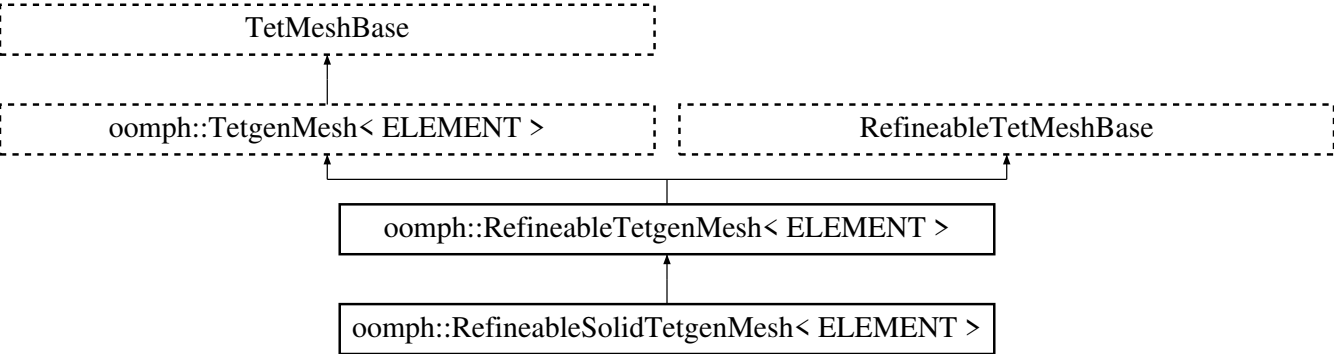 TetMeshBase
oomph::TetgenMesh< ELEMENT >
RefineableTetMeshBase
oomph::RefineableTetgenMesh< ELEMENT >
oomph::RefineableSolidTetgenMesh< ELEMENT >